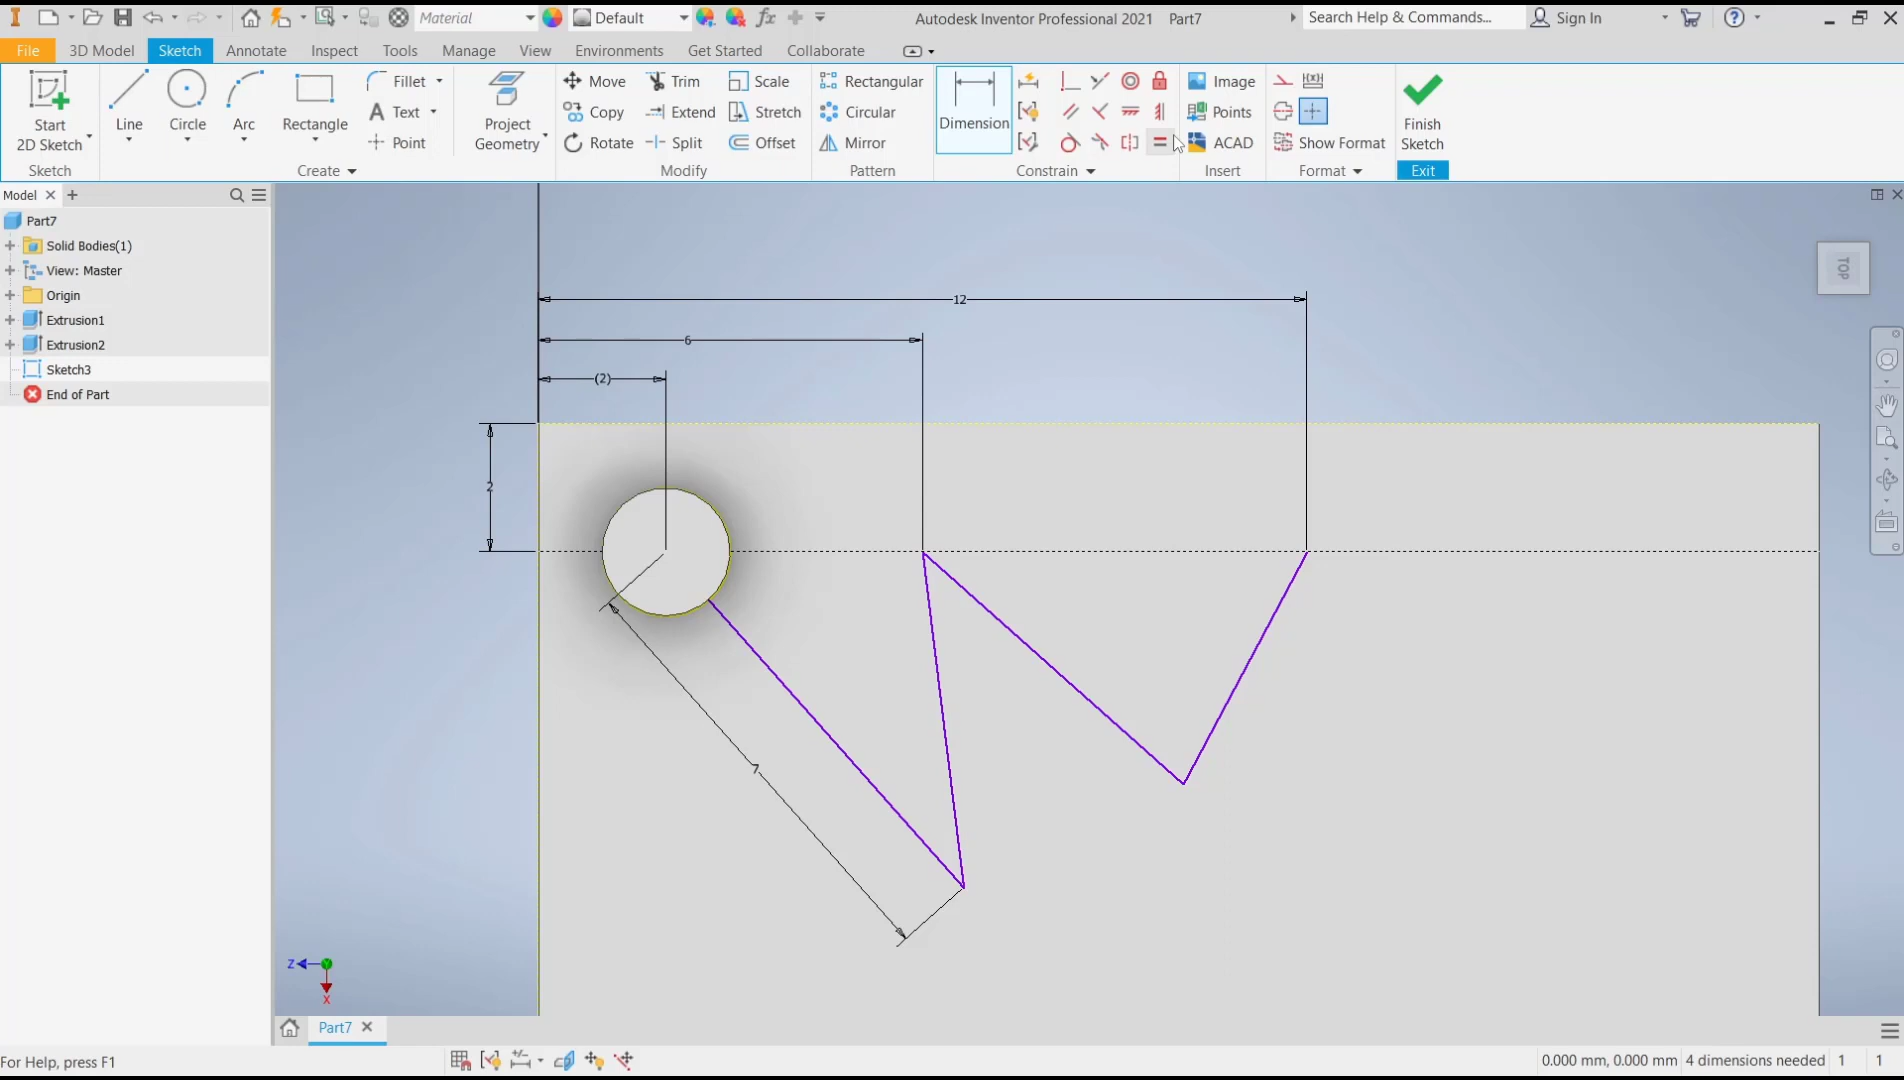 Material Default Autodesk Inventor Professional 2021 Part7 Search Help & Commands... Sign In
File 3D Model Sketch Annotate Inspect Tools Manage View Environments Get Started Collaborate
Start 2D Sketch Line Circle Arc Rectangle Fillet Text Point Project Geometry
Move Trim Scale
Copy Extend Stretch
Rotate Split Offset
Rectangular
Circular
Mirror
Dimension
Image
Points
ACAD
Show Format
Finish Sketch
Sketch Create Modify Pattern Constrain Insert Format Exit
Model
Part7
Solid Bodies(1)
View: Master
Origin
Extrusion1
Extrusion2
Sketch3
End of Part
TOP
12
6
(2)
2
7
Z
X
Part7
For Help, press F1
0.000 mm, 0.000 mm 4 dimensions needed 1 1